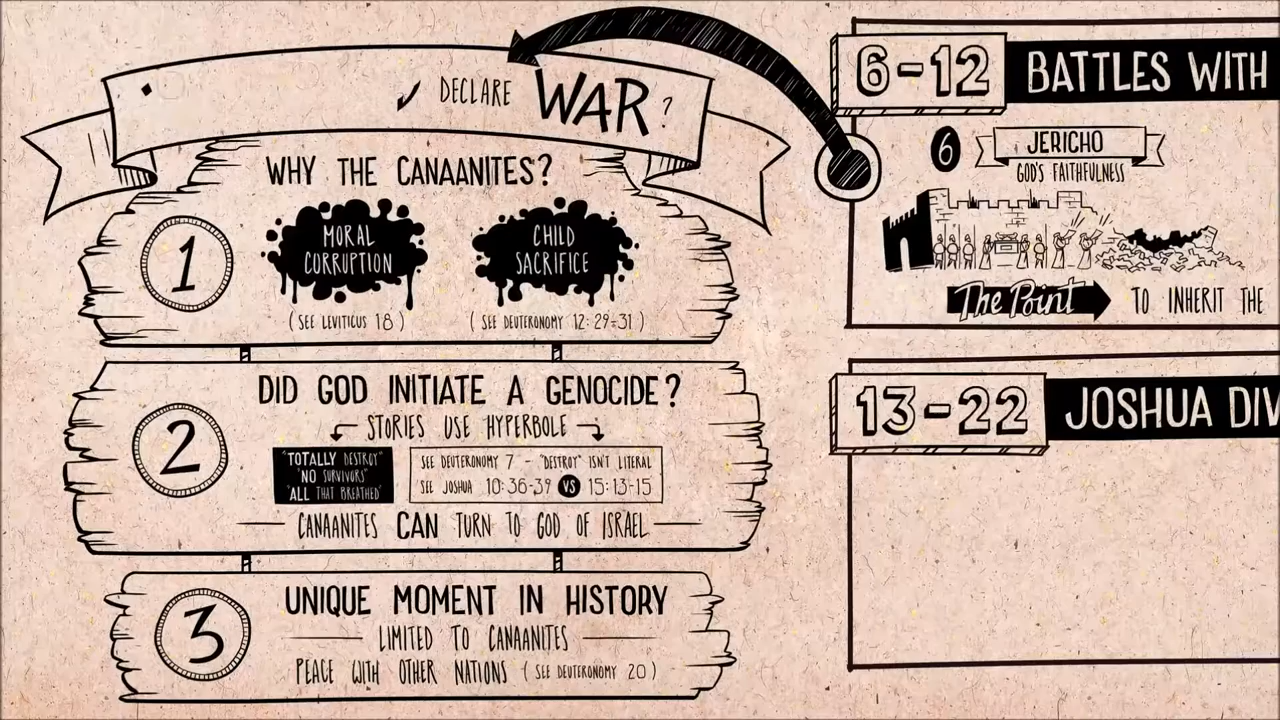 DECLARE WAR?
WHY THE CANAANITES?
1
MORAL
CORRUPTION
(SEE LEVITICUS 18)
CHILD
SACRIFICE
(SEE DEUTERONOMY 12:29-31)
2
DID GOD INITIATE A GENOCIDE?
STORIES USE HYPERBOLE
"TOTALLY DESTROY"
"NO SURVIVORS"
"ALL THAT BREATHED"
SEE DEUTERONOMY 7 - "DESTROY" ISN'T LITERAL
SEE JOSHUA 10:36-39 VS 15:13-15
CANAANITES CAN TURN TO GOD OF ISRAEL
3
UNIQUE MOMENT IN HISTORY
LIMITED TO CANAANITES
PEACE WITH OTHER NATIONS (SEE DEUTERONOMY 20)
6-12 BATTLES WITH
6 JERICHO
GOD'S FAITHFULNESS
The Point TO INHERIT THE
13-22 JOSHUA DIV